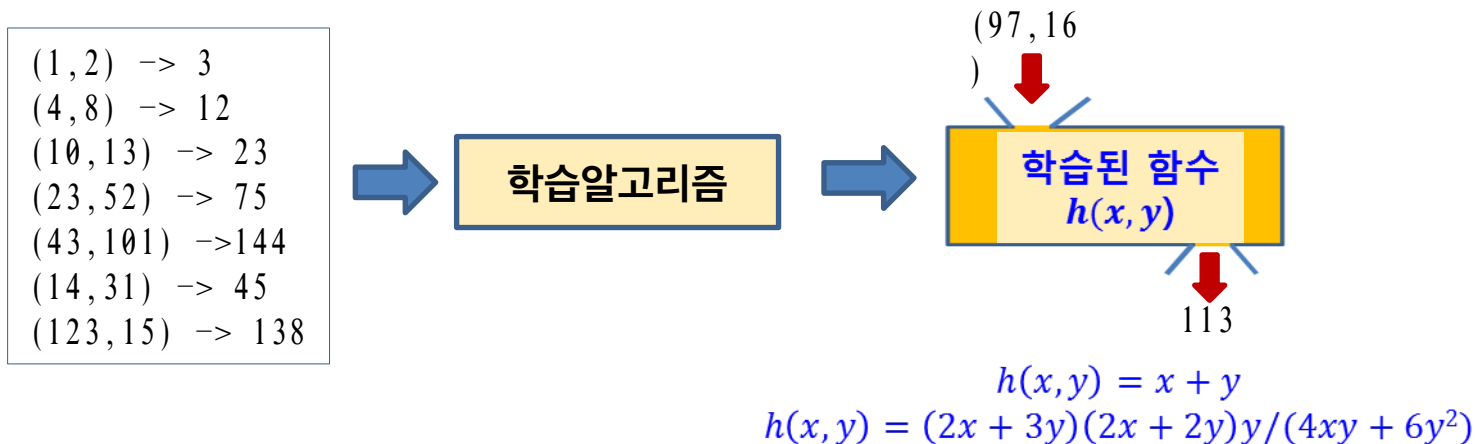 (1,2) -> 3
(4,8) -> 12
(10,13) -> 23
(23,52) -> 75
(43,101) ->144
(14,31) -> 45
(123,15) -> 138
학습알고리즘
(97,16
)
학습된 함수
h(x, y)
113
h(x, y) = x + y
h(x, y) = (2x + 3y)(2x + 2y)y/(4xy + 6y²)